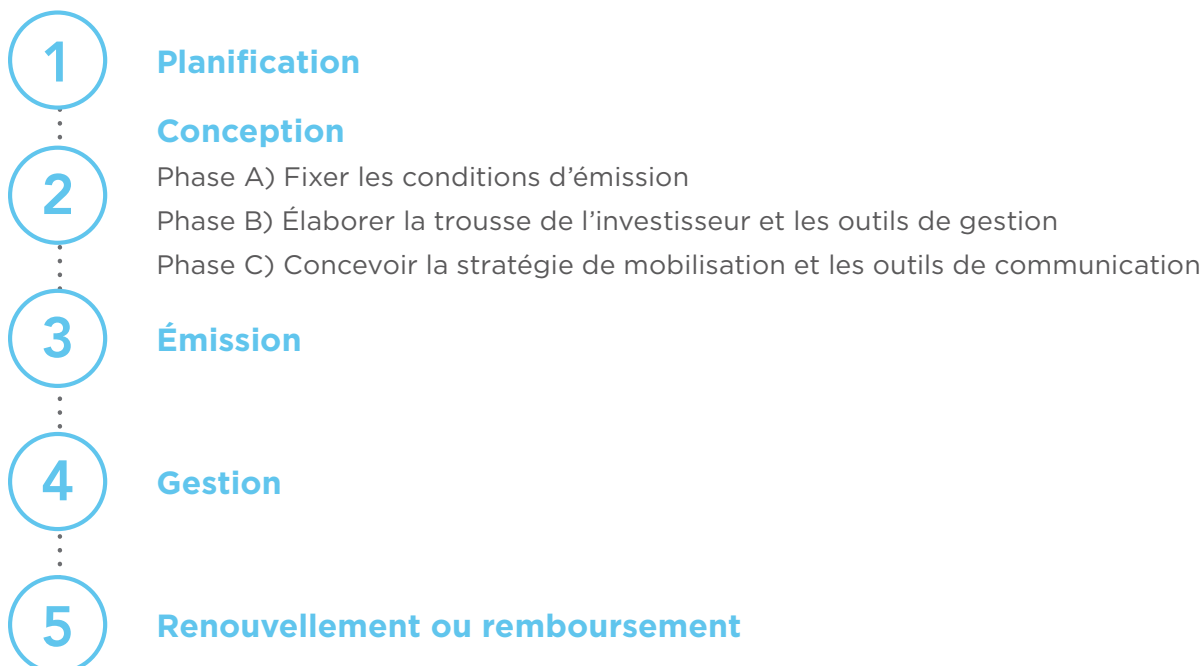 1
Planification
Conception
2
Phase A) Fixer les conditions d’émission
Phase B) Élaborer la trousse de l’investisseur et les outils de gestion
Phase C) Concevoir la stratégie de mobilisation et les outils de communication
3
Émission
4
Gestion
5
Renouvellement ou remboursement